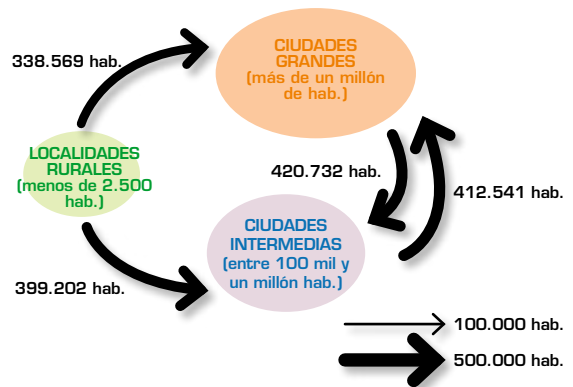 338.569 hab.
CIUDADES
GRANDES
(más de un millón
de hab.)
LOCALIDADES
RURALES
(menos de 2.500
hab.)
420.732 hab.
412.541 hab.
CIUDADES
INTERMEDIAS
(entre 100 mil y
un millón hab.)
399.202 hab.
100.000 hab.
500.000 hab.